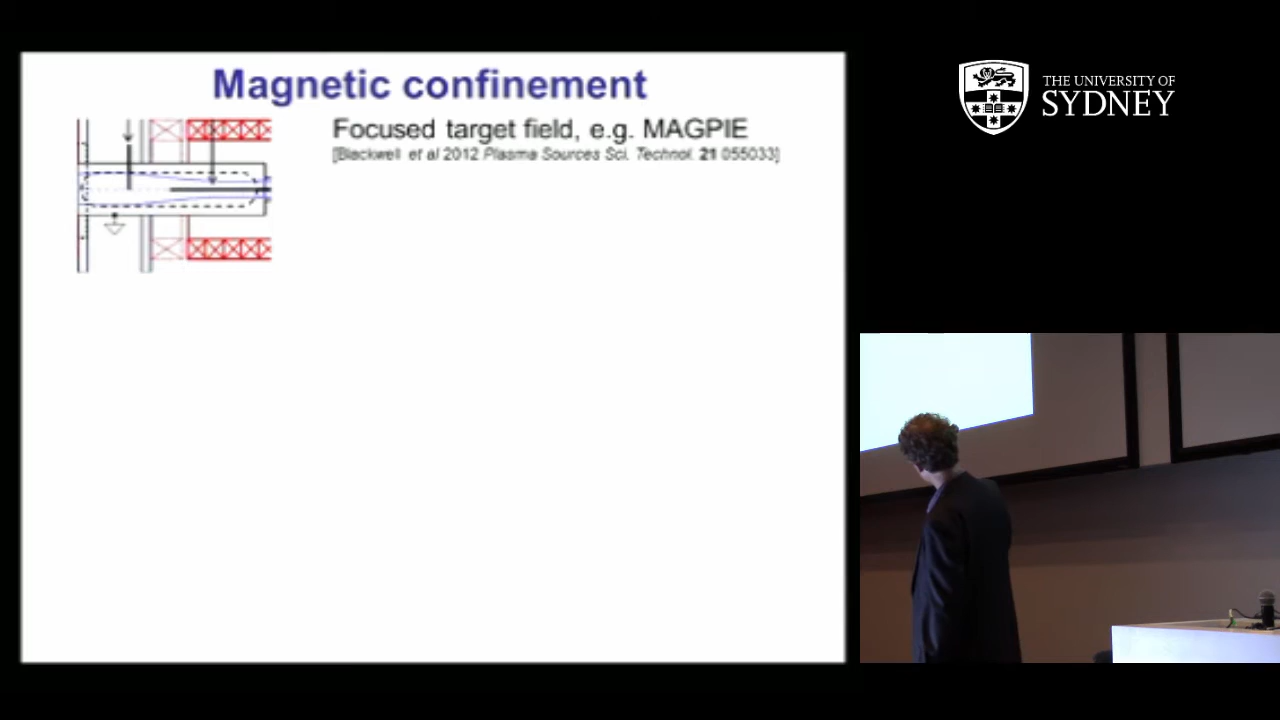 Magnetic confinement
Focused target field, e.g. MAGPIE
[Blackwell et al 2012 Plasma Sources Sci. Technol. 21 055033]
THE UNIVERSITY OF
SYDNEY